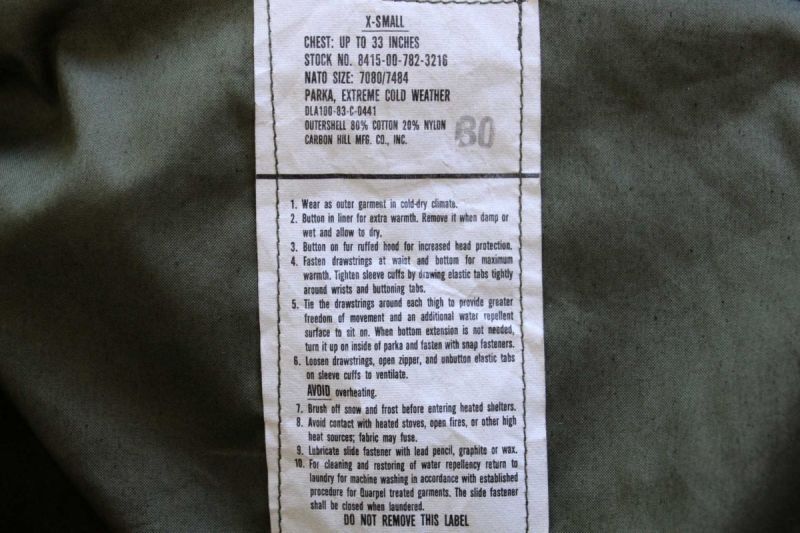 X-SMALL
CHEST: UP TO 33 INCHES
STOCK NO. 8415-00-782-3216
NATO SIZE: 7080/7484
PARKA, EXTREME COLD WEATHER
DLA100-83-C-0441
OUTERSHELL 80% COTTON 20% NYLON
CARBON HILL MFG. CO., INC.
80
1. Wear as outer garment in cold-dry climate.
2. Button in liner for extra warmth. Remove it when damp or
wet and allow to dry.
3. Button on fur ruffed hood for increased head protection.
4. Fasten drawstrings at waist and bottom for maximum
warmth. Tighten sleeve cuffs by drawing elastic tabs tightly
around wrists and buttoning tabs.
5. Tie the drawstrings around each thigh to provide greater
freedom of movement and an additional water repellent
surface to sit on. When bottom extension is not needed,
turn it up on inside of parka and fasten with snap fasteners.
6. Loosen drawstrings, open zipper, and unbutton elastic tabs
on sleeve cuffs to ventilate.
AVOID overheating.
7. Brush off snow and frost before entering heated shelters.
8. Avoid contact with heated stoves, open fires, or other high
heat sources; fabric may fuse.
9. Lubricate slide fastener with lead pencil, graphite or wax.
10. For cleaning and restoring of water repellency return to
laundry for machine washing in accordance with established
procedure for Quarpel treated garments. The slide fastener
shall be closed when laundered.
DO NOT REMOVE THIS LABEL